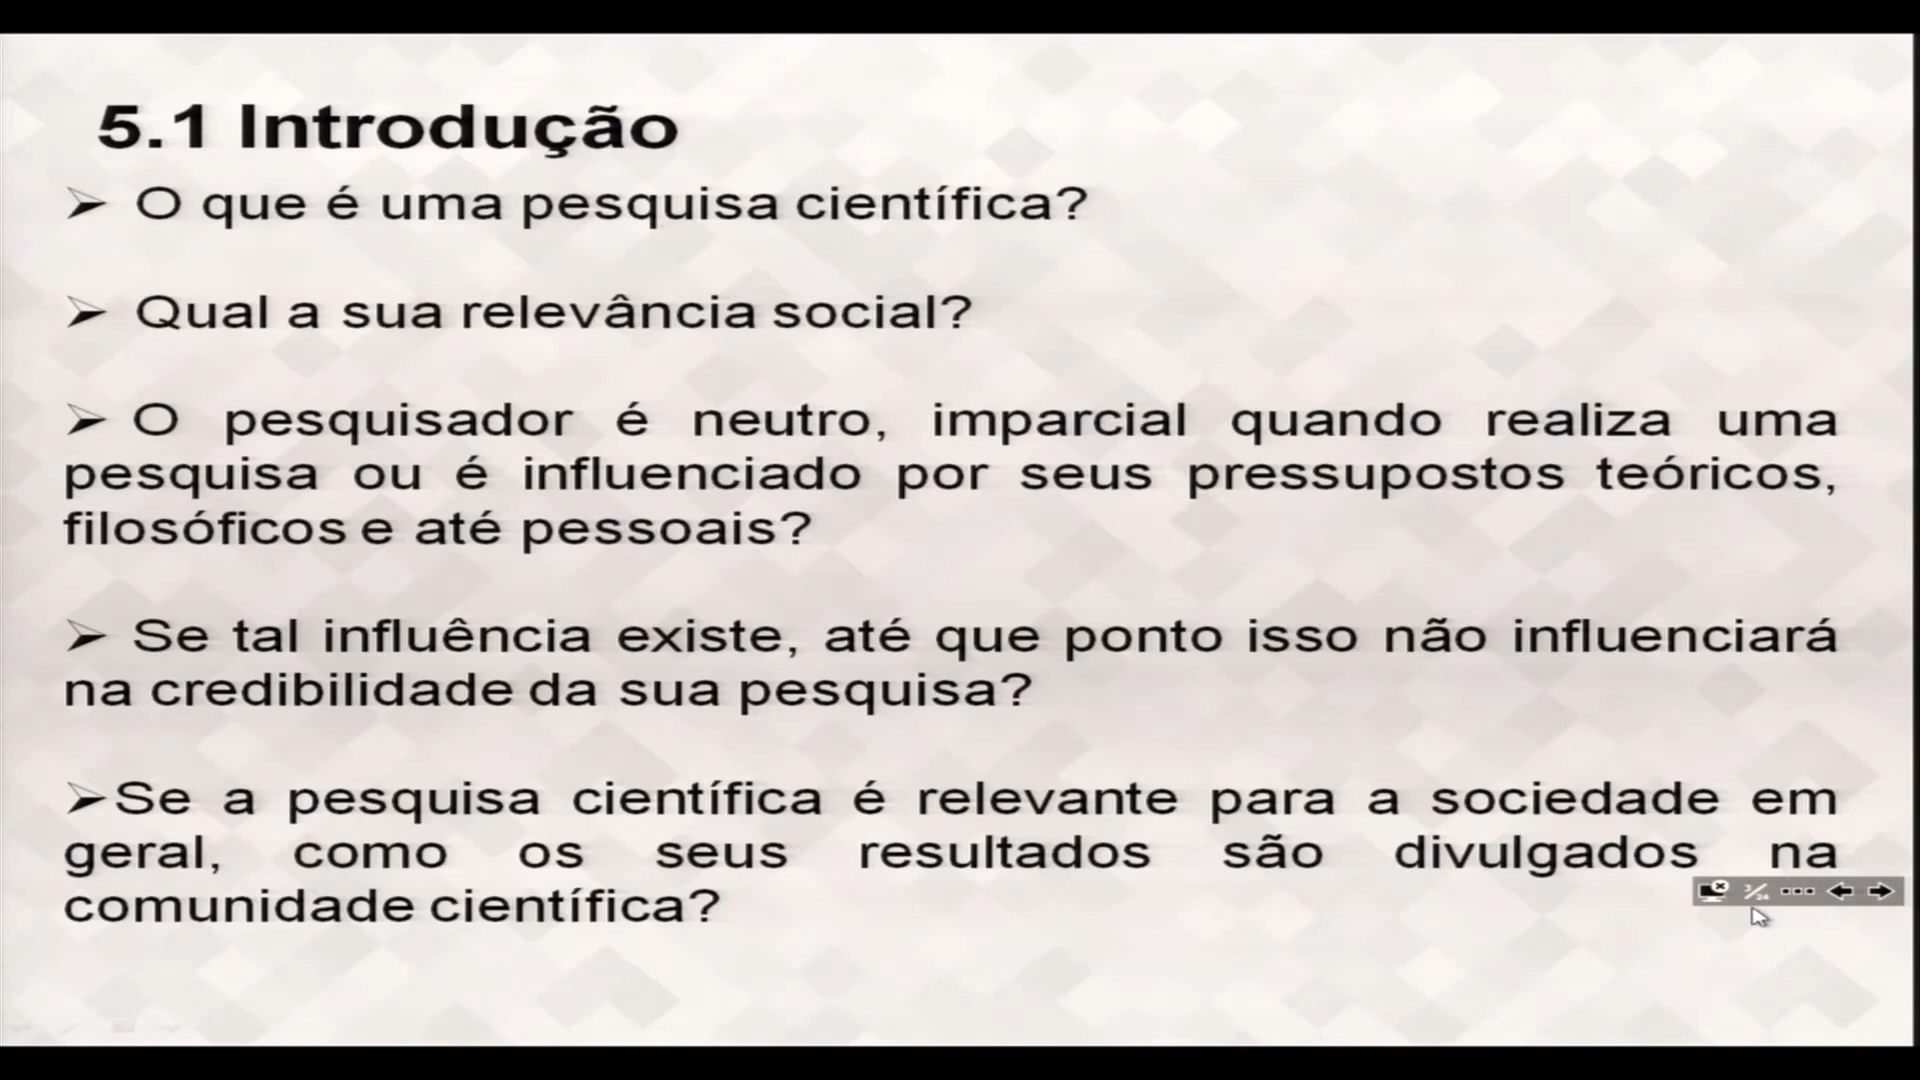 5.1 Introdução
➢ O que é uma pesquisa científica?
➢ Qual a sua relevância social?
➢ O pesquisador é neutro, imparcial quando realiza uma
pesquisa ou é influenciado por seus pressupostos teóricos,
filosóficos e até pessoais?
➢ Se tal influência existe, até que ponto isso não influenciará
na credibilidade da sua pesquisa?
➢Se a pesquisa científica é relevante para a sociedade em
geral, como os seus resultados são divulgados na
comunidade científica?
3/24